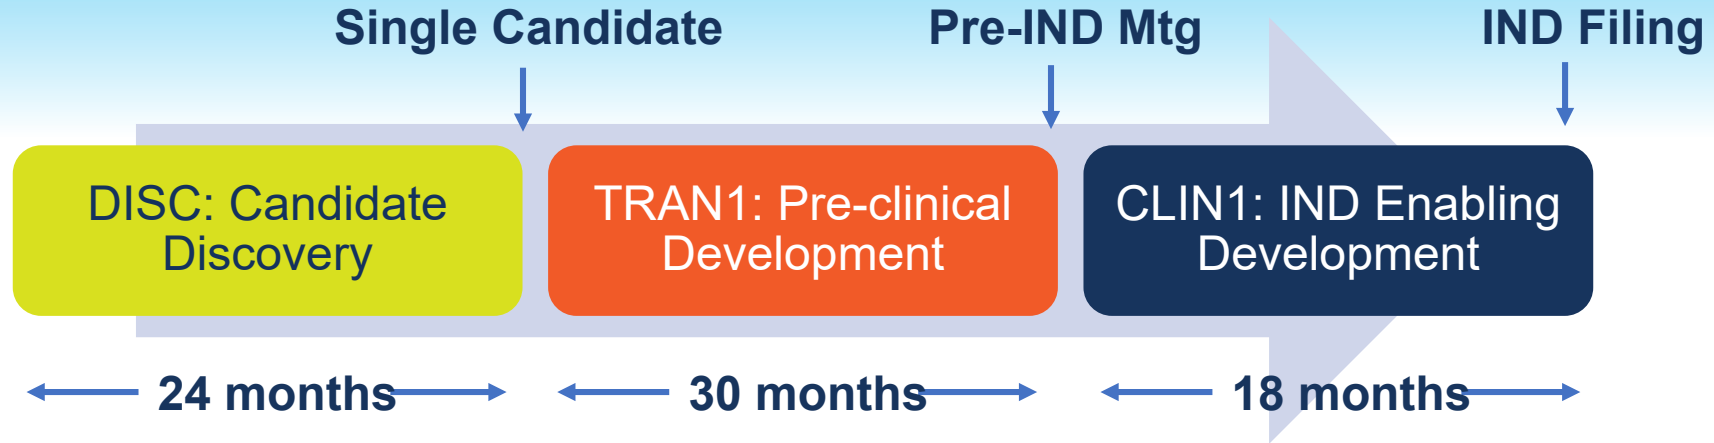 Single Candidate
Pre-IND Mtg
IND Filing
DISC: Candidate
Discovery
TRAN1: Pre-clinical
Development
CLIN1: IND Enabling
Development
24 months
30 months
18 months